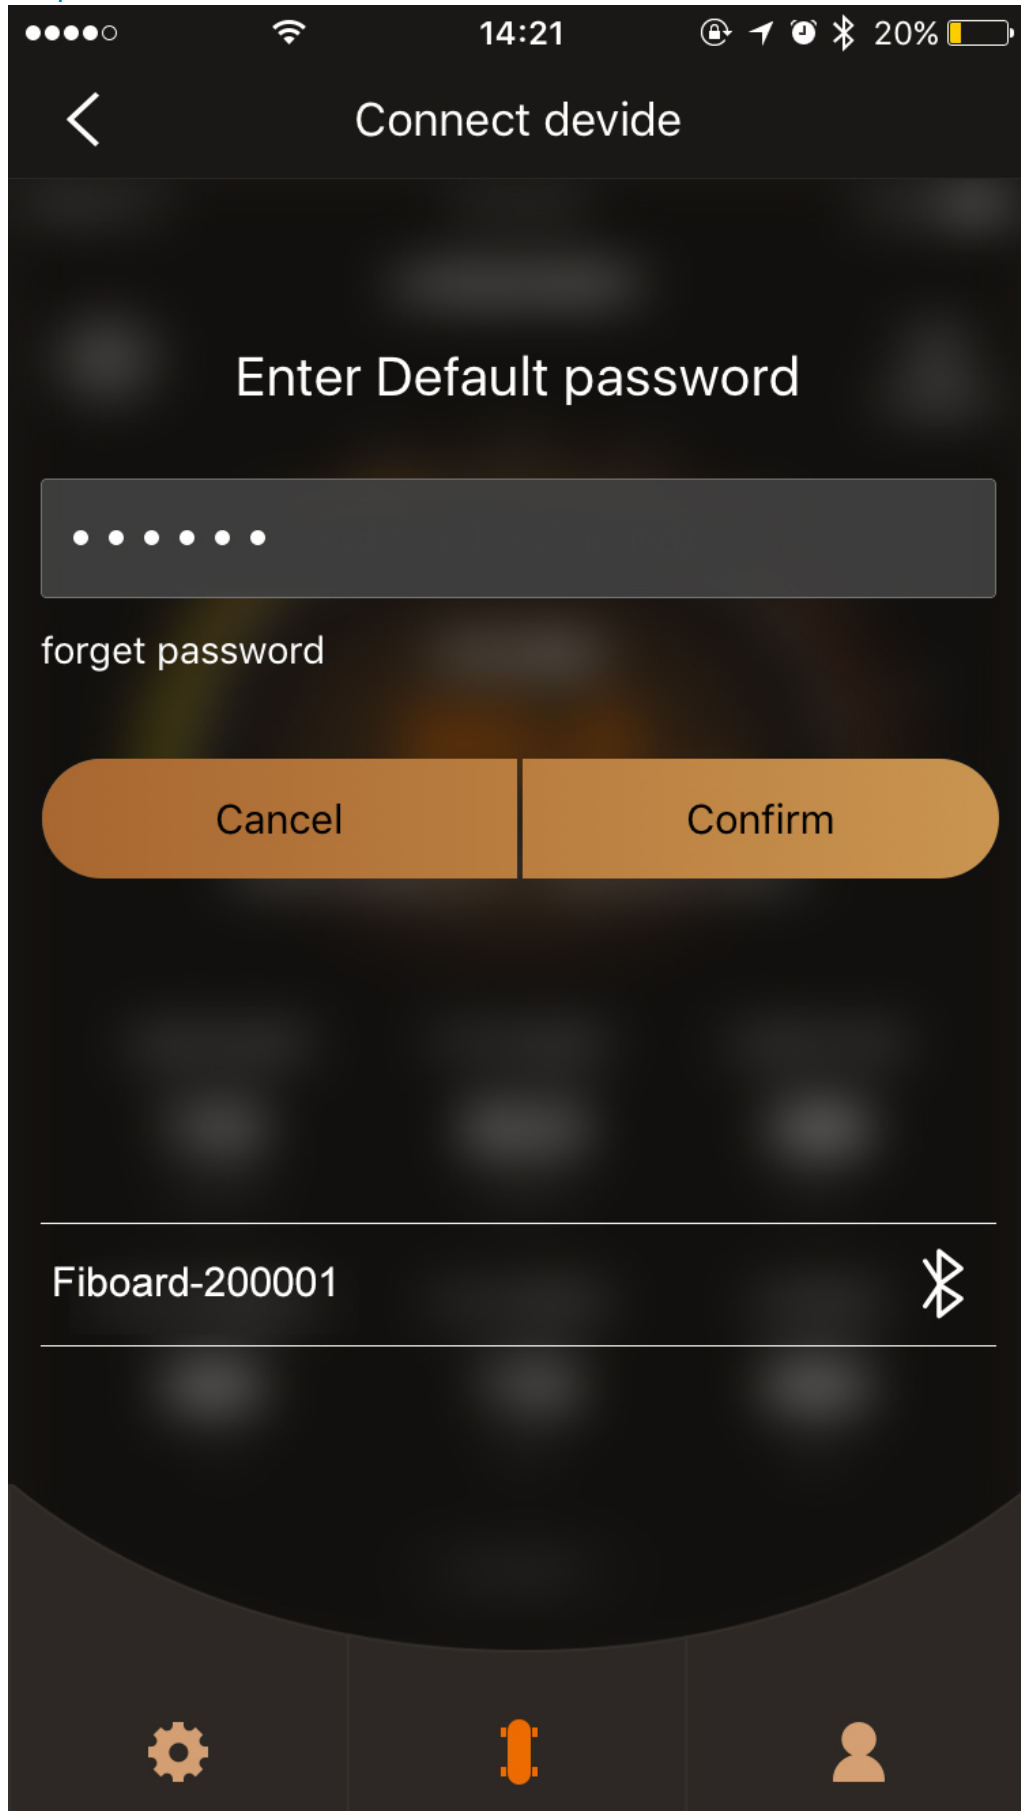 14:21 20%
Connect devide
Enter Default password
forget password
Cancel Confirm
Fiboard-200001